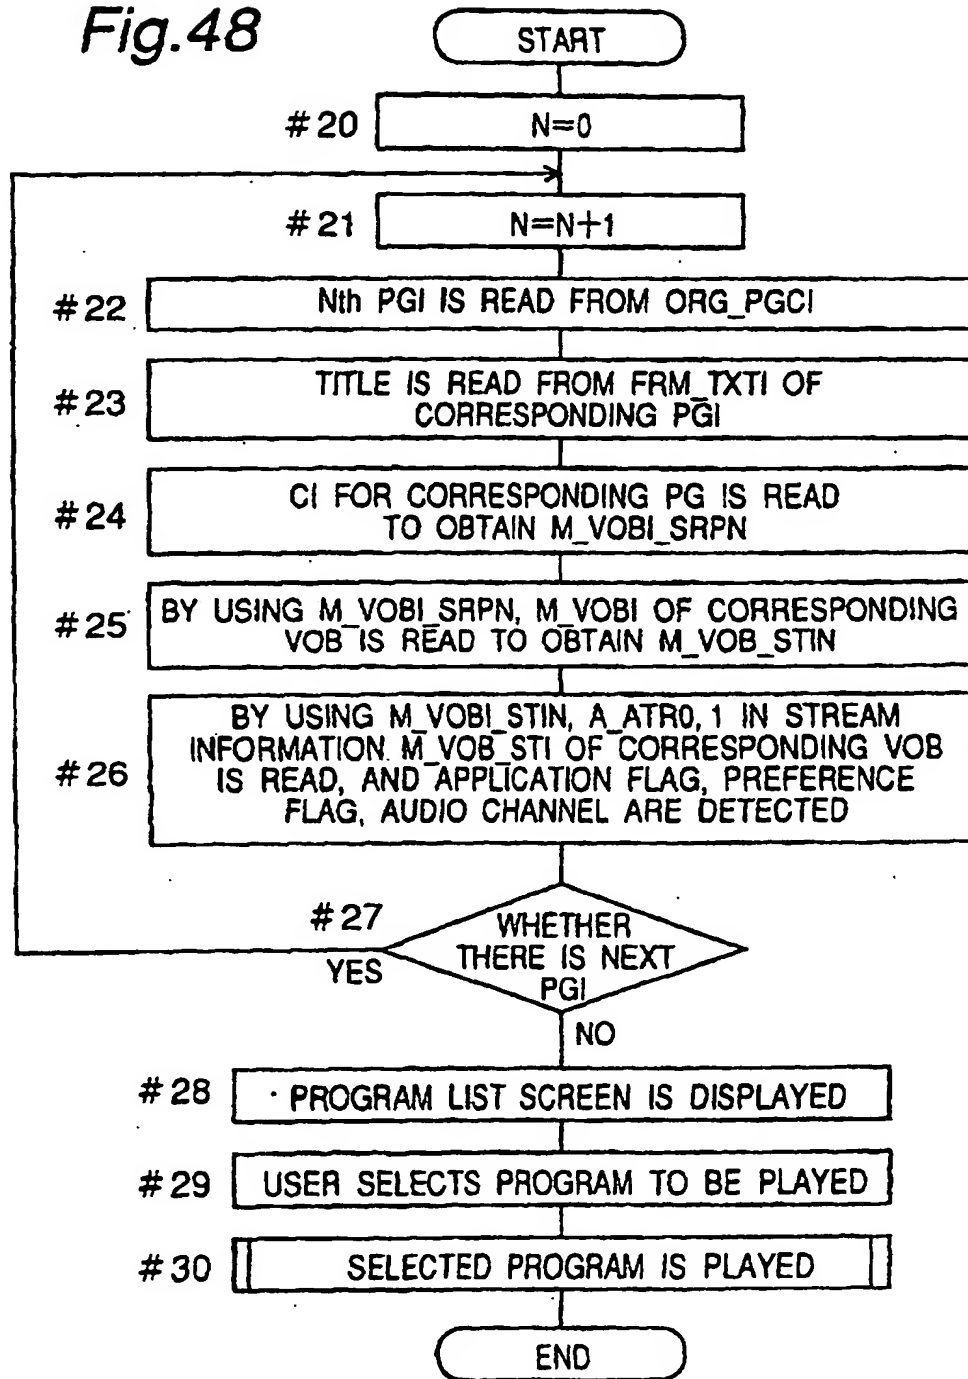 Fig.48
START
#20 N=0
#21 N=N+1
#22 Nth PGI IS READ FROM ORG_PGCI
#23 TITLE IS READ FROM FRM_TXTI OF
CORRESPONDING PGI
#24 CI FOR CORRESPONDING PG IS READ
TO OBTAIN M_VOBI_SRPN
#25 BY USING M_VOBI_SRPN, M_VOBI OF CORRESPONDING
VOB IS READ TO OBTAIN M_VOB_STIN
#26 BY USING M_VOBI_STIN, A_ATR0, 1 IN STREAM
INFORMATION. M_VOB_STI OF CORRESPONDING VOB
IS READ, AND APPLICATION FLAG, PREFERENCE
FLAG, AUDIO CHANNEL ARE DETECTED
#27 WHETHER
THERE IS NEXT
PGI
YES
NO
#28 PROGRAM LIST SCREEN IS DISPLAYED
#29 USER SELECTS PROGRAM TO BE PLAYED
#30 SELECTED PROGRAM IS PLAYED
END